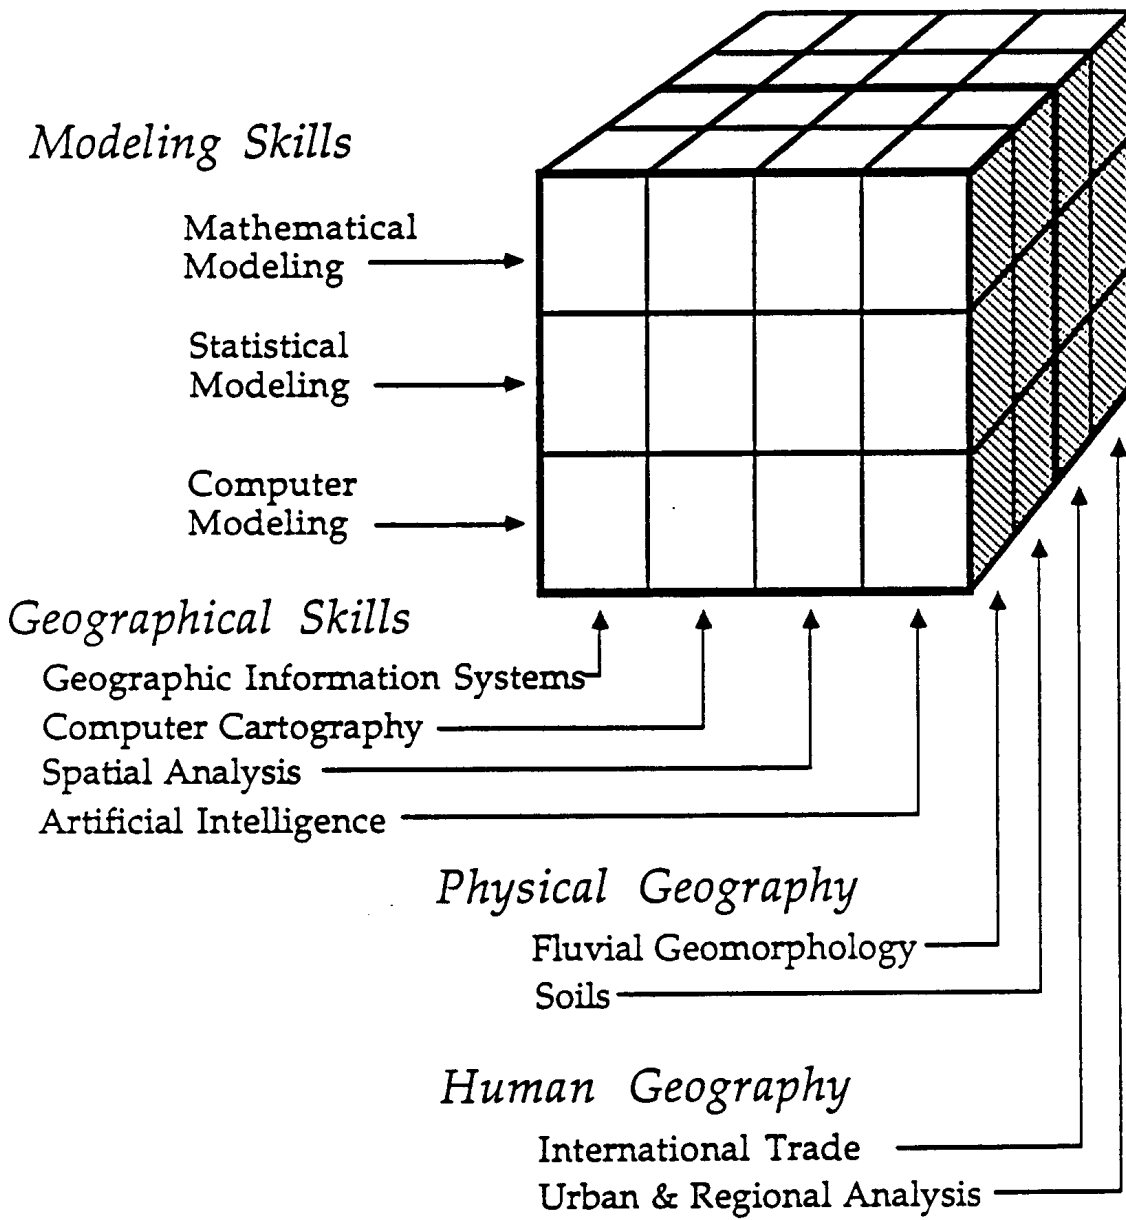 Modeling Skills
Mathematical
Modeling
Statistical
Modeling
Computer
Modeling
Geographical Skills
Geographic Information Systems
Computer Cartography
Spatial Analysis
Artificial Intelligence
Physical Geography
Fluvial Geomorphology
Soils
Human Geography
International Trade
Urban & Regional Analysis